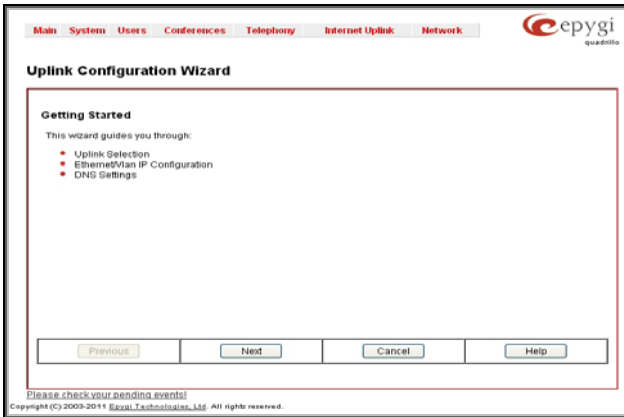 Main System Users Conferences Telephony Internet Uplink Network
epygi
quadrillo
Uplink Configuration Wizard
Getting Started
This wizard guides you through:
Uplink Selection
Ethernet/Vlan IP Configuration
DNS Settings
Previous Next Cancel Help
Please check your pending events!
Copyright (C) 2003-2011 Epygi Technologies, Ltd. All rights reserved.